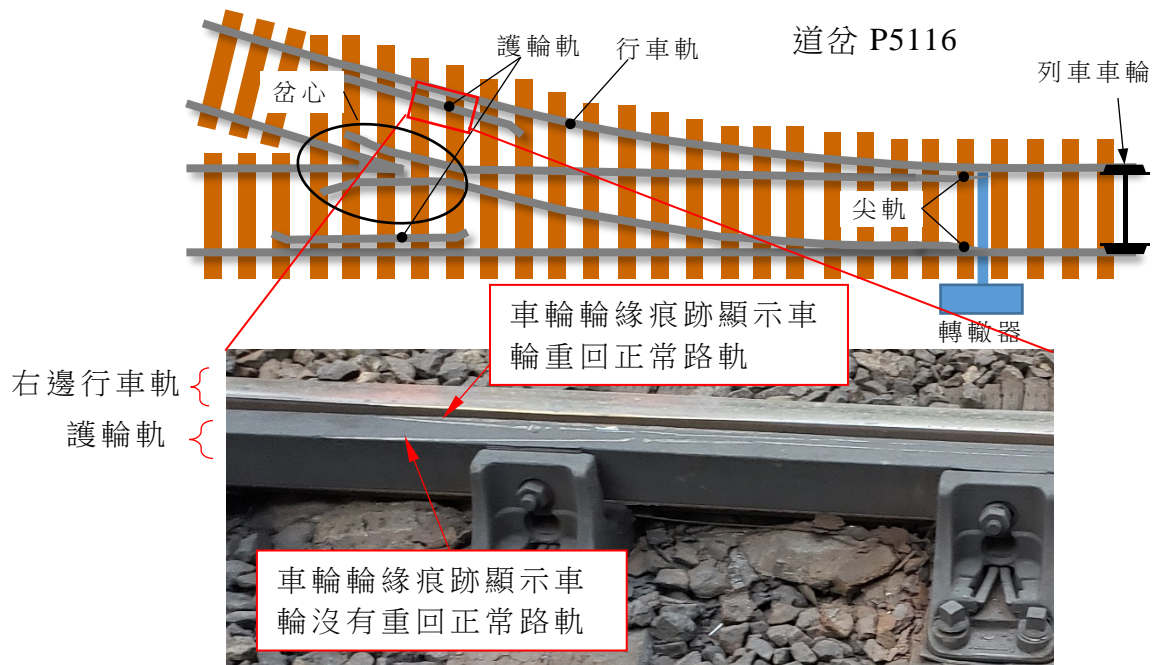 道岔 P5116
護輪軌
行車軌
列車車輪
岔心
尖軌
轉轍器
車輪輪緣痕跡顯示車
輪重回正常路軌
右邊行車軌
護輪軌
車輪輪緣痕跡顯示車
輪沒有重回正常路軌